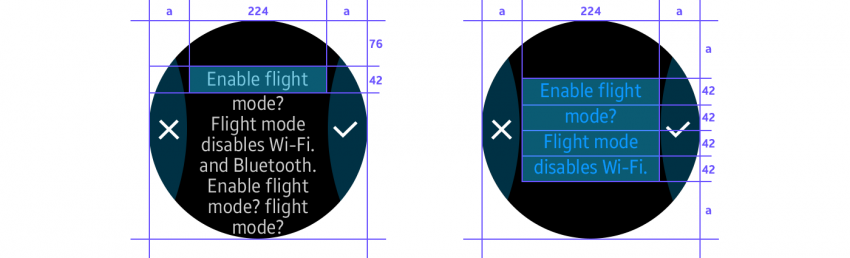 a 224 a
76
42
Enable flight
mode?
Flight mode
disables Wi-Fi.
and Bluetooth.
Enable flight
mode? flight
mode?
a 224 a
a
Enable flight 42
mode? 42
Flight mode 42
disables Wi-Fi. 42
a